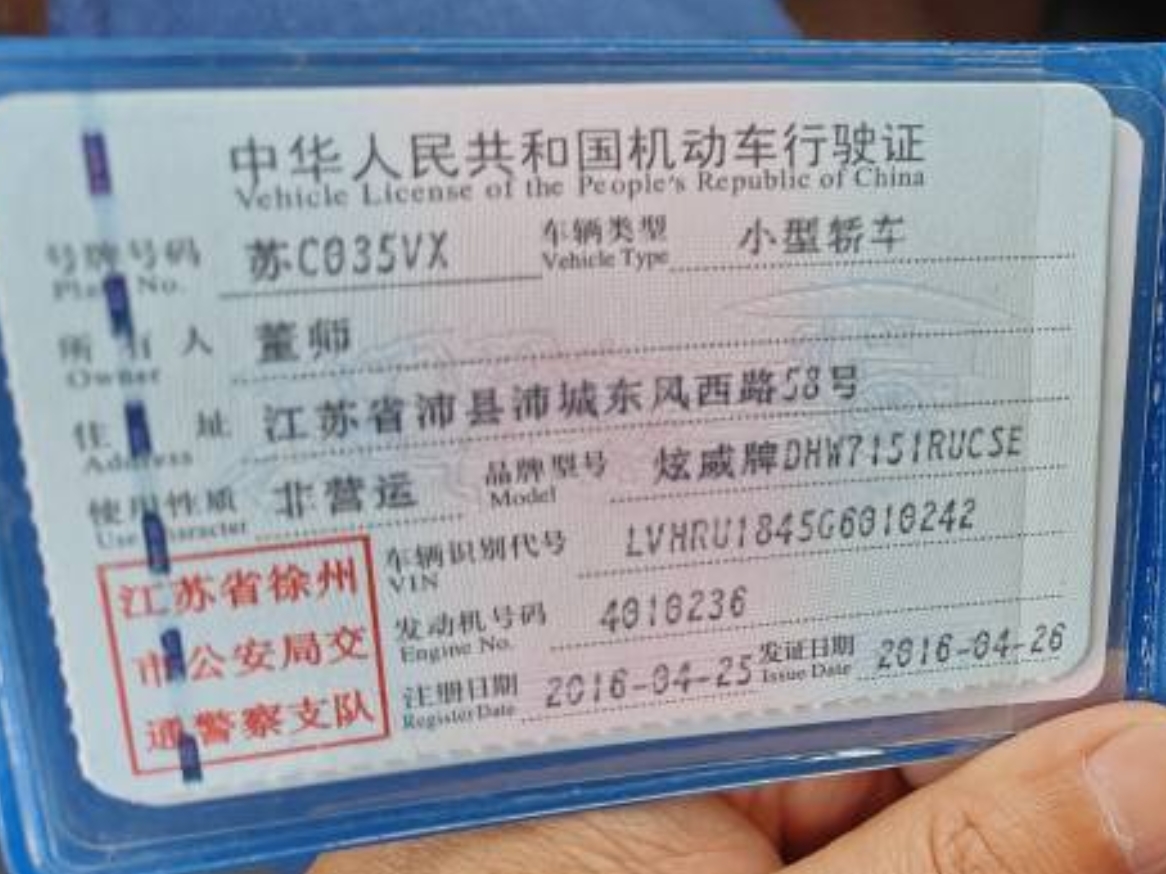 中华人民共和国机动车行驶证
Vehicle License of the People's Republic of China
号牌号码 苏C035VX 车辆类型 小型轿车
Plate No. Vehicle Type
所有人 董师
Owner
住址 江苏省沛县沛城东风西路58号
Address
使用性质 非营运 品牌型号 炫威牌DHW7151RUCSE
Use Character Model
江苏省徐州
市公安局交
通警察支队
车辆识别代号 LVHRU1845G6010242
VIN
发动机号码 4010236
Engine No.
注册日期 2016-04-25 发证日期 2016-04-26
Register Date Issue Date